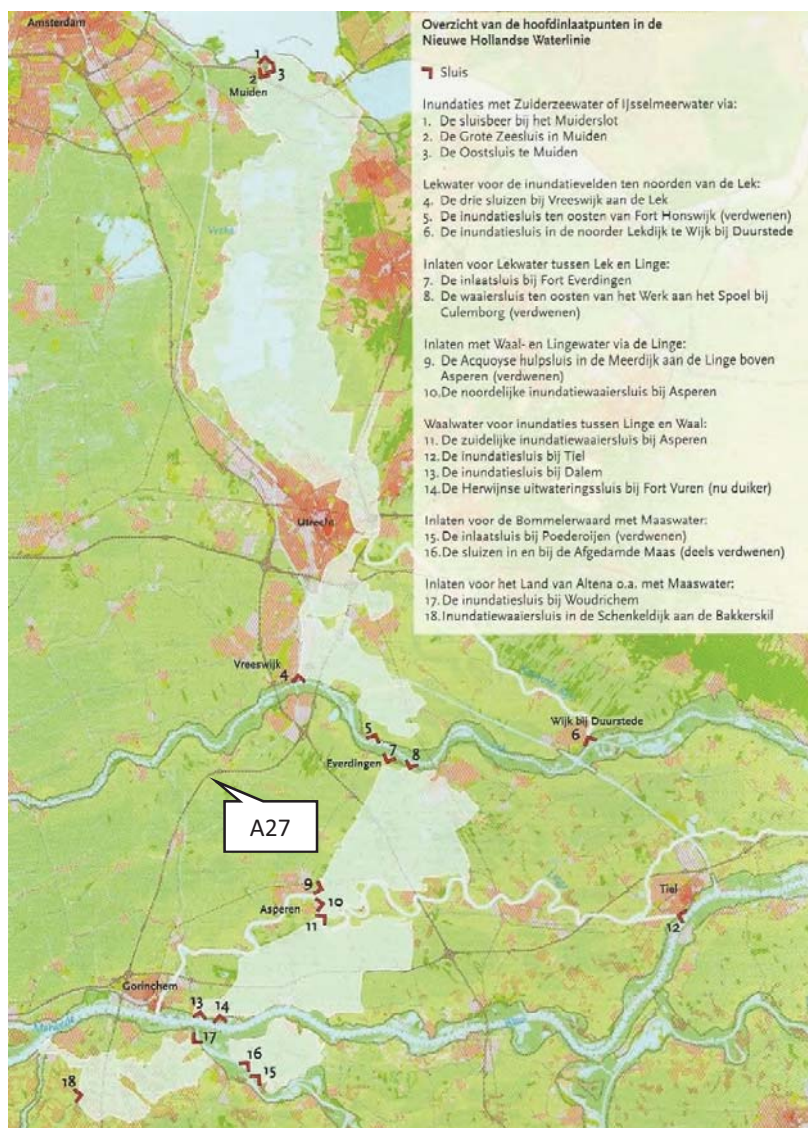 Overzicht van de hoofdinlaatpunten in de
Nieuwe Hollandse Waterlinie
Sluis
Inundaties met Zuiderzeewater of IJsselmeerwater via:
1. De sluisbeer bij het Muiderslot
2. De Grote Zeesluis in Muiden
3. De Oostsluis te Muiden
Lekwater voor de inundatievelden ten noorden van de Lek:
4. De drie sluizen bij Vreeswijk aan de Lek
5. De inundatiesluis ten oosten van Fort Honswijk (verdwenen)
6. De inundatiesluis in de noorder Lekdijk te Wijk bij Duurstede
Inlaten voor Lekwater tussen Lek en Linge:
7. De inlaatsluis bij Fort Everdingen
8. De waaiersluis ten oosten van het Werk aan het Spoel bij
Culemborg (verdwenen)
Inlaten met Waal- en Lingewater via de Linge:
9. De Acquoyse hulpsluis in de Meerdijk aan de Linge boven
Asperen (verdwenen)
10. De noordelijke inundatiewaaiersluis bij Asperen
Waalwater voor inundaties tussen Linge en Waal:
11. De zuidelijke inundatiewaaiersluis bij Asperen
12. De inundatiesluis bij Tiel
13. De inundatiesluis bij Dalem
14. De Herwijnse uitwateringssluis bij Fort Vuren (nu duiker)
Inlaten voor de Bommelerwaard met Maaswater:
15. De inlaatsluis bij Poederoijen (verdwenen)
16. De sluizen in en bij de Afgedamde Maas (deels verdwenen)
Inlaten voor het Land van Altena o.a. met Maaswater:
17. De inundatiesluis bij Woudrichem
18. Inundatiewaaiersluis in de Schenkeldijk aan de Bakkerskil
Amsterdam
1
2
3
Muiden
Vecht
Utrecht
Vreeswijk
4
5
Wijk bij Duurstede
6
Everdingen
7
8
A27
9
Asperen
10
11
Tiel
12
Gorinchem
13
14
Merwede
17
16
15
18